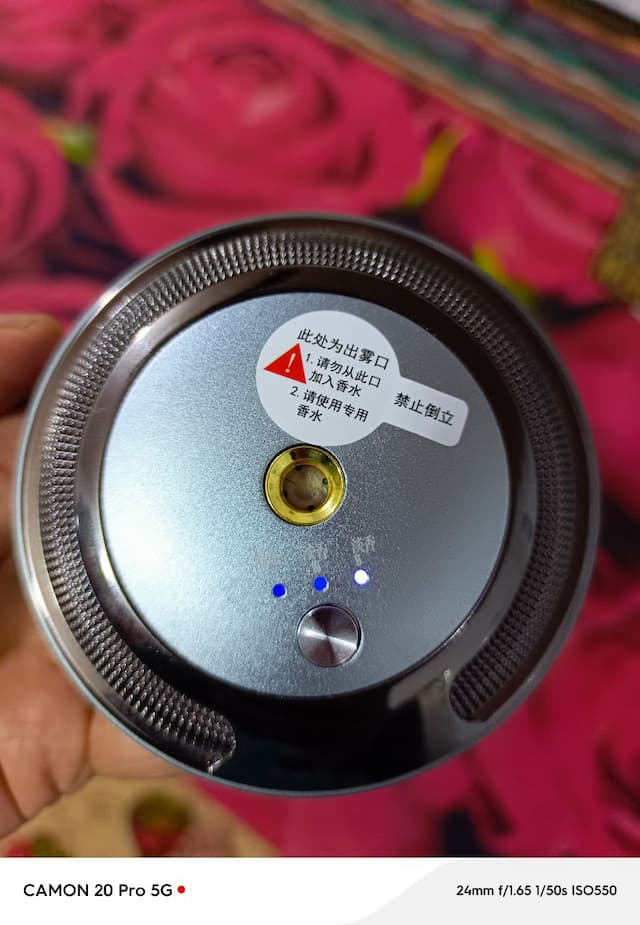 此处为出雾口
1. 请勿从此口
加入香水
2. 请使用专用
香水
禁止倒立
CAMON 20 Pro 5G
24mm f/1.65 1/50s ISO550